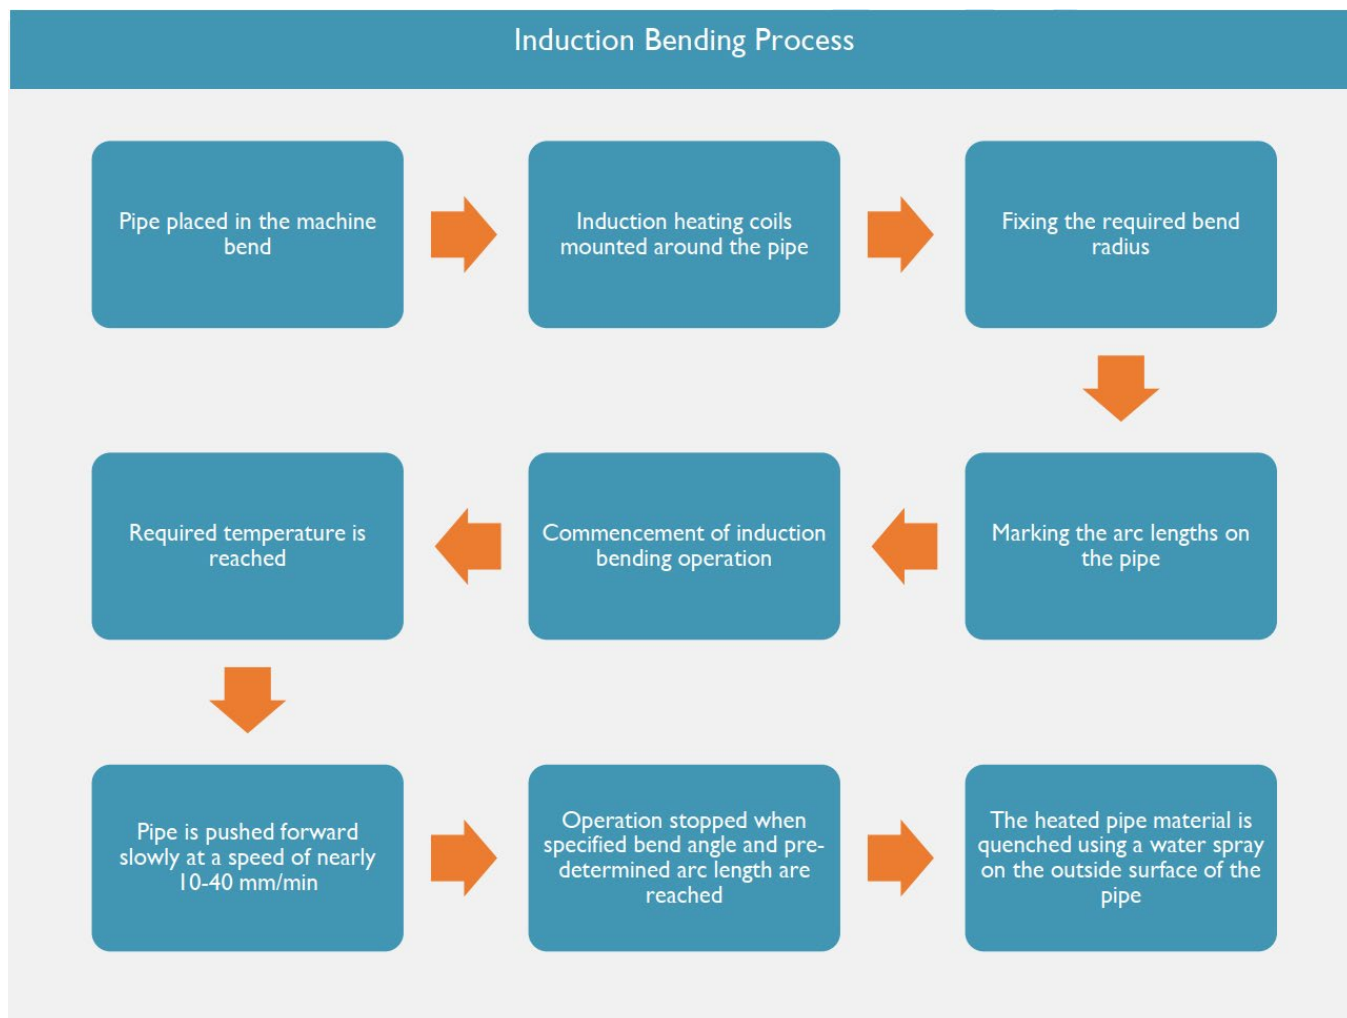 Induction Bending Process
Pipe placed in the machine
bend
Induction heating coils
mounted around the pipe
Fixing the required bend
radius
Marking the arc lengths on
the pipe
Commencement of induction
bending operation
Required temperature is
reached
Pipe is pushed forward
slowly at a speed of nearly
10-40 mm/min
Operation stopped when
specified bend angle and pre-
determined arc length are
reached
The heated pipe material is
quenched using a water spray
on the outside surface of the
pipe